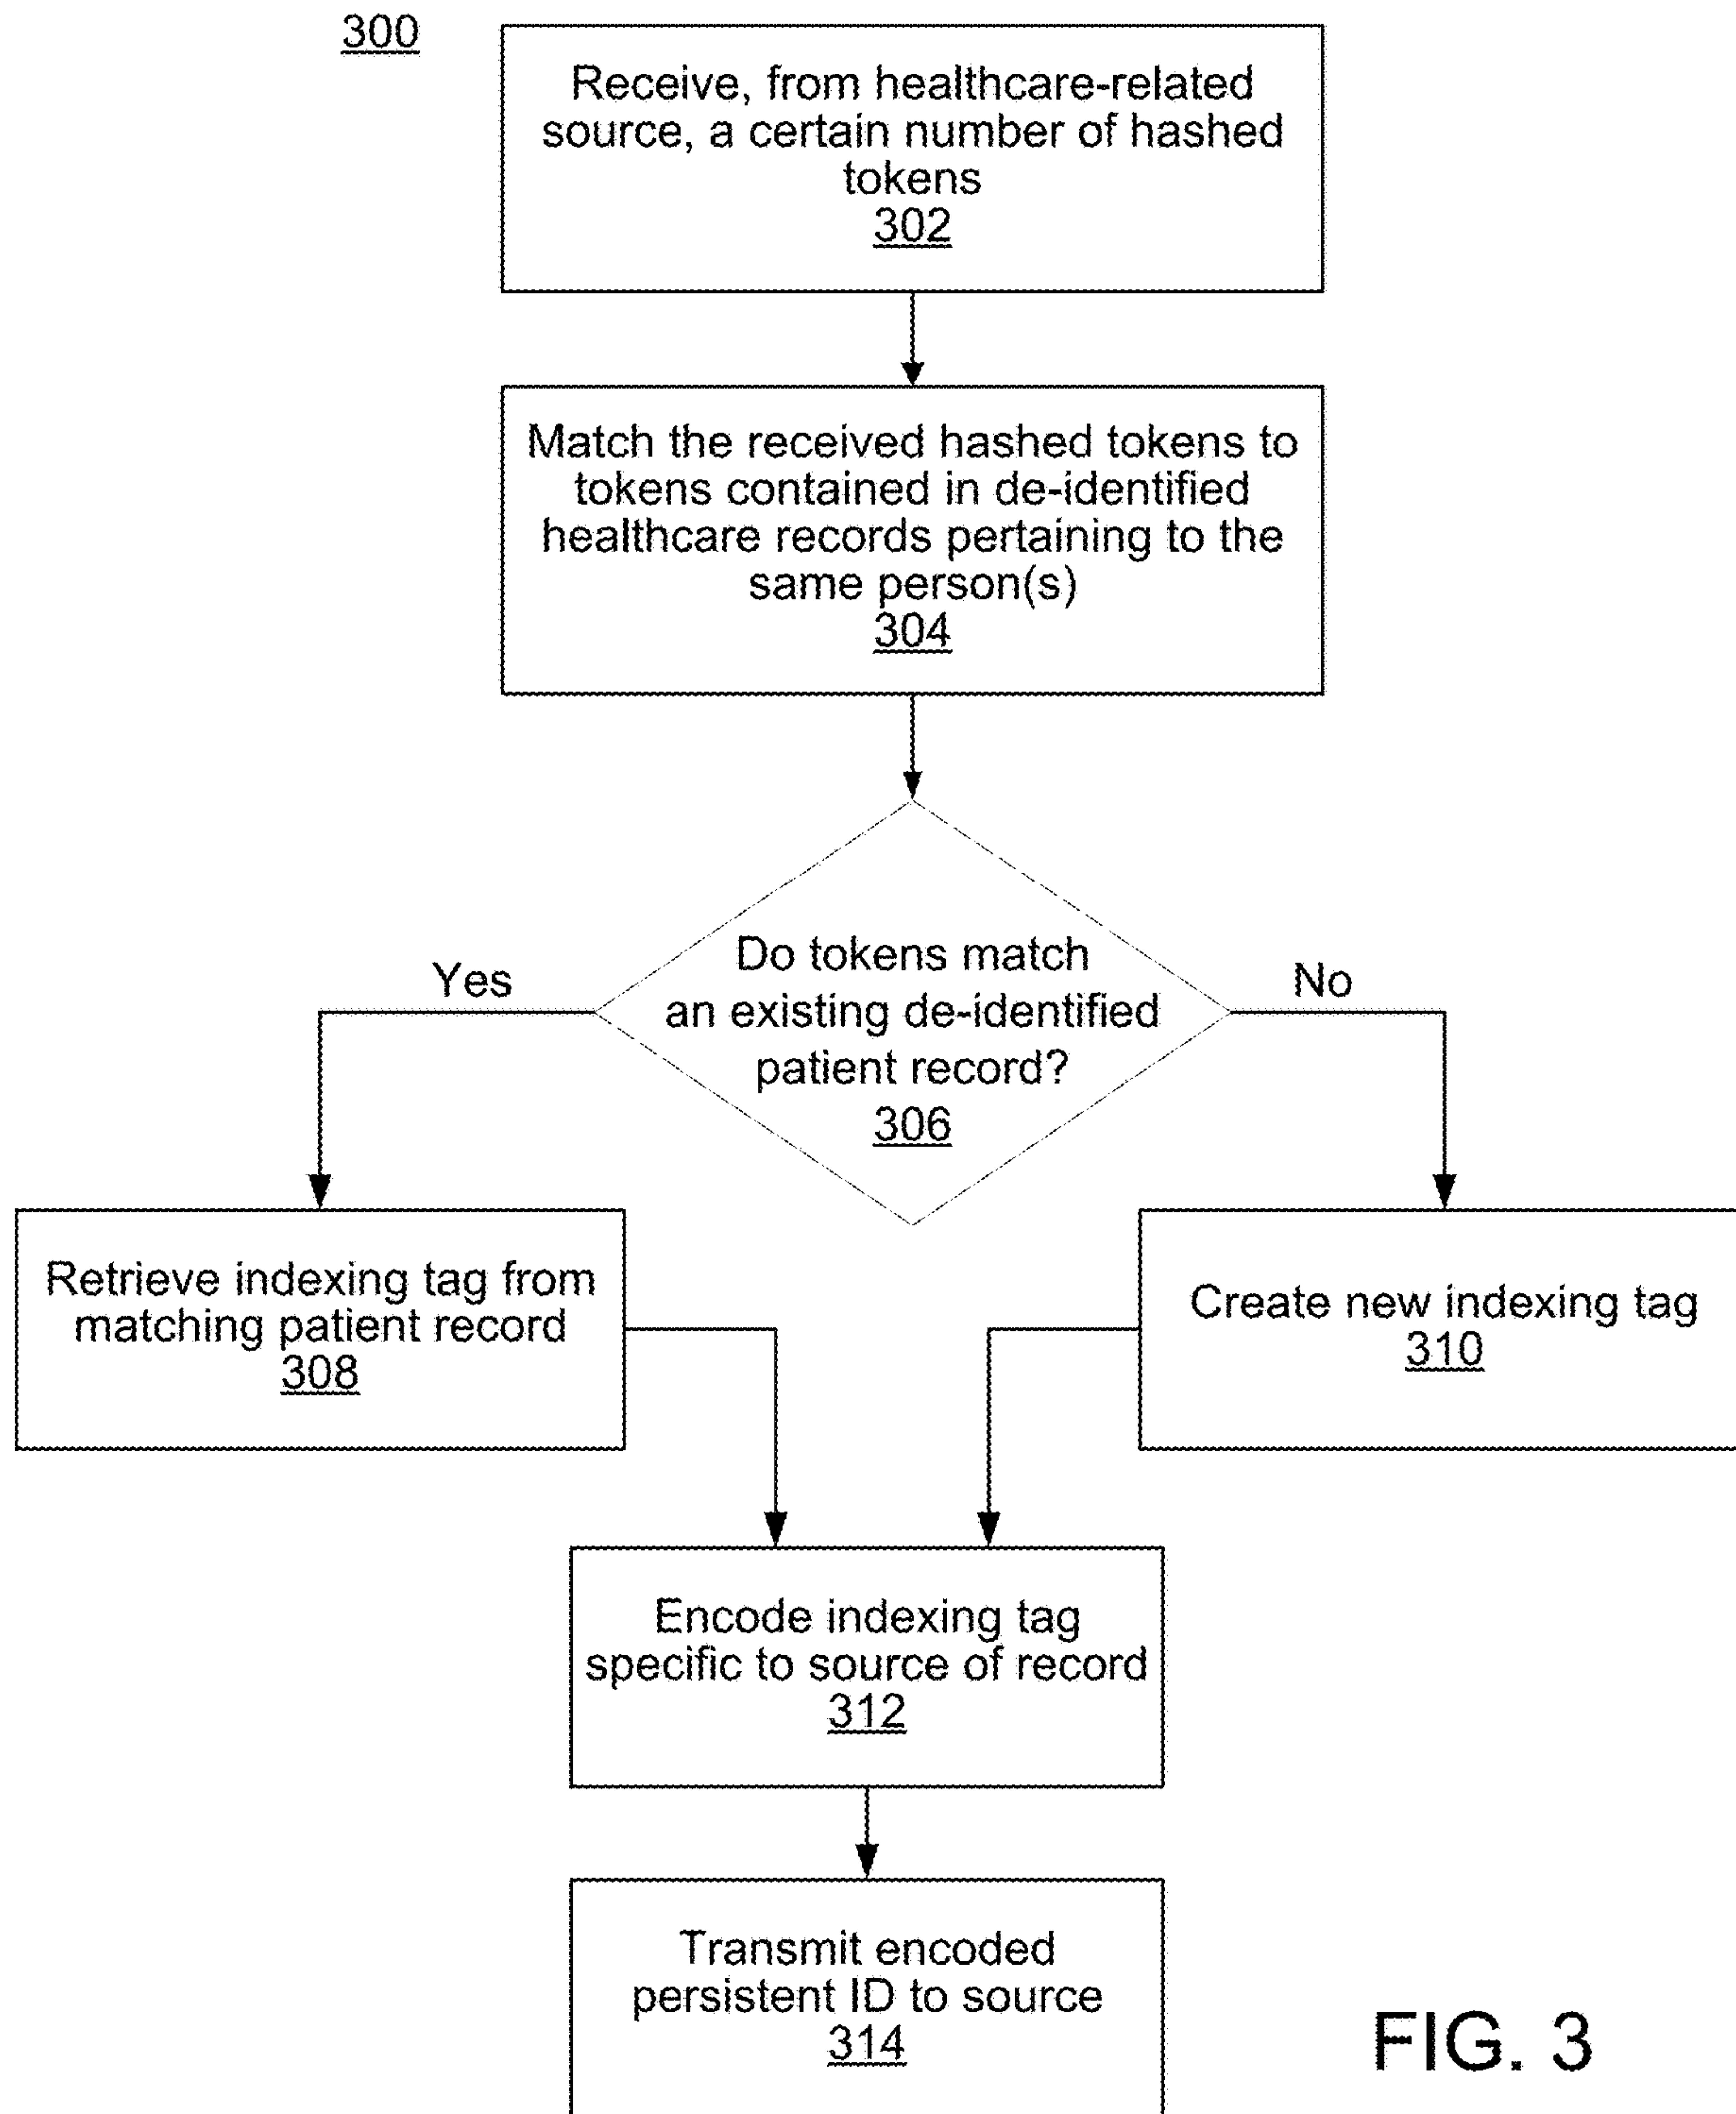 300
Receive, from healthcare-related
source, a certain number of hashed
tokens
302
Match the received hashed tokens to
tokens contained in de-identified
healthcare records pertaining to the
same person(s)
304
Do tokens match
an existing de-identified
patient record?
306
Yes
No
Retrieve indexing tag from
matching patient record
308
Create new indexing tag
310
Encode indexing tag
specific to source of record
312
Transmit encoded
persistent ID to source
314
FIG. 3